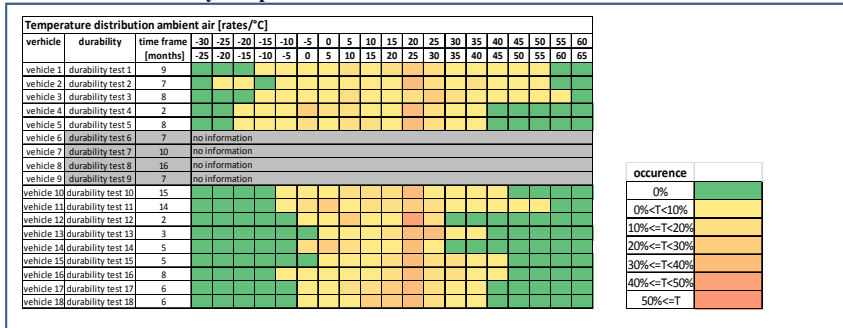 Temperature distribution ambient air [rates/°C]
verhicle durability time frame -30 -25 -20 -15 -10 -5 0 5 10 15 20 25 30 35 40 45 50 55 60
[months] -25 -20 -15 -10 -5 0 5 10 15 20 25 30 35 40 45 50 55 60 65
vehicle 1 durability test 1 9
vehicle 2 durability test 2 7
vehicle 3 durability test 3 8
vehicle 4 durability test 4 2
vehicle 5 durability test 5 8
vehicle 6 durability test 6 7 no information
vehicle 7 durability test 7 10 no information
vehicle 8 durability test 8 16 no information
vehicle 9 durability test 9 7 no information
vehicle 10 durability test 10 15
vehicle 11 durability test 11 14
vehicle 12 durability test 12 2
vehicle 13 durability test 13 3
vehicle 14 durability test 14 5
vehicle 15 durability test 15 5
vehicle 16 durability test 16 8
vehicle 17 durability test 17 6
vehicle 18 durability test 18 6
occurence
0%
0%<T<10%
10%<=T<20%
20%<=T<30%
30%<=T<40%
40%<=T<50%
50%<=T